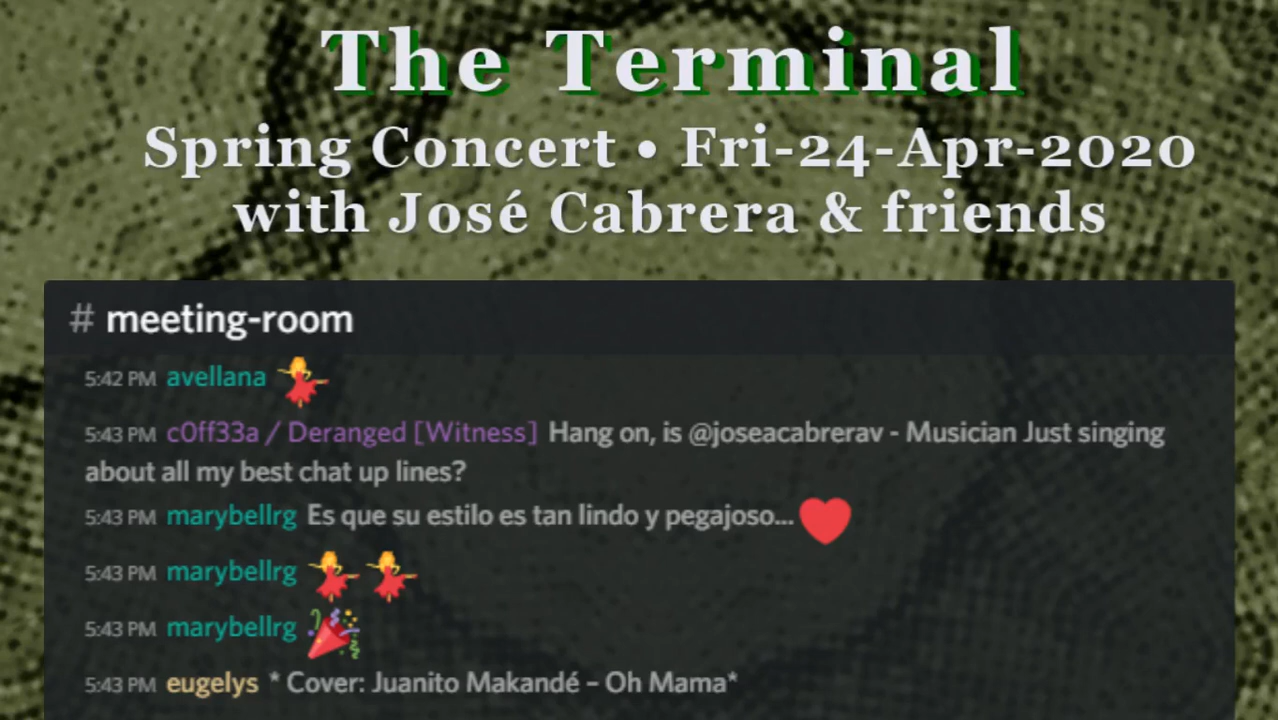 The Terminal
Spring Concert • Fri-24-Apr-2020
with José Cabrera & friends
# meeting-room
5:42 PM avellana 💃
5:43 PM c0ff33a / Deranged [Witness] Hang on, is @joseacabrerav - Musician Just singing
about all my best chat up lines?
5:43 PM marybellrg Es que su estilo es tan lindo y pegajoso... ❤️
5:43 PM marybellrg 💃 💃
5:43 PM marybellrg 🎉
5:43 PM eugelys * Cover: Juanito Makandé – Oh Mama*